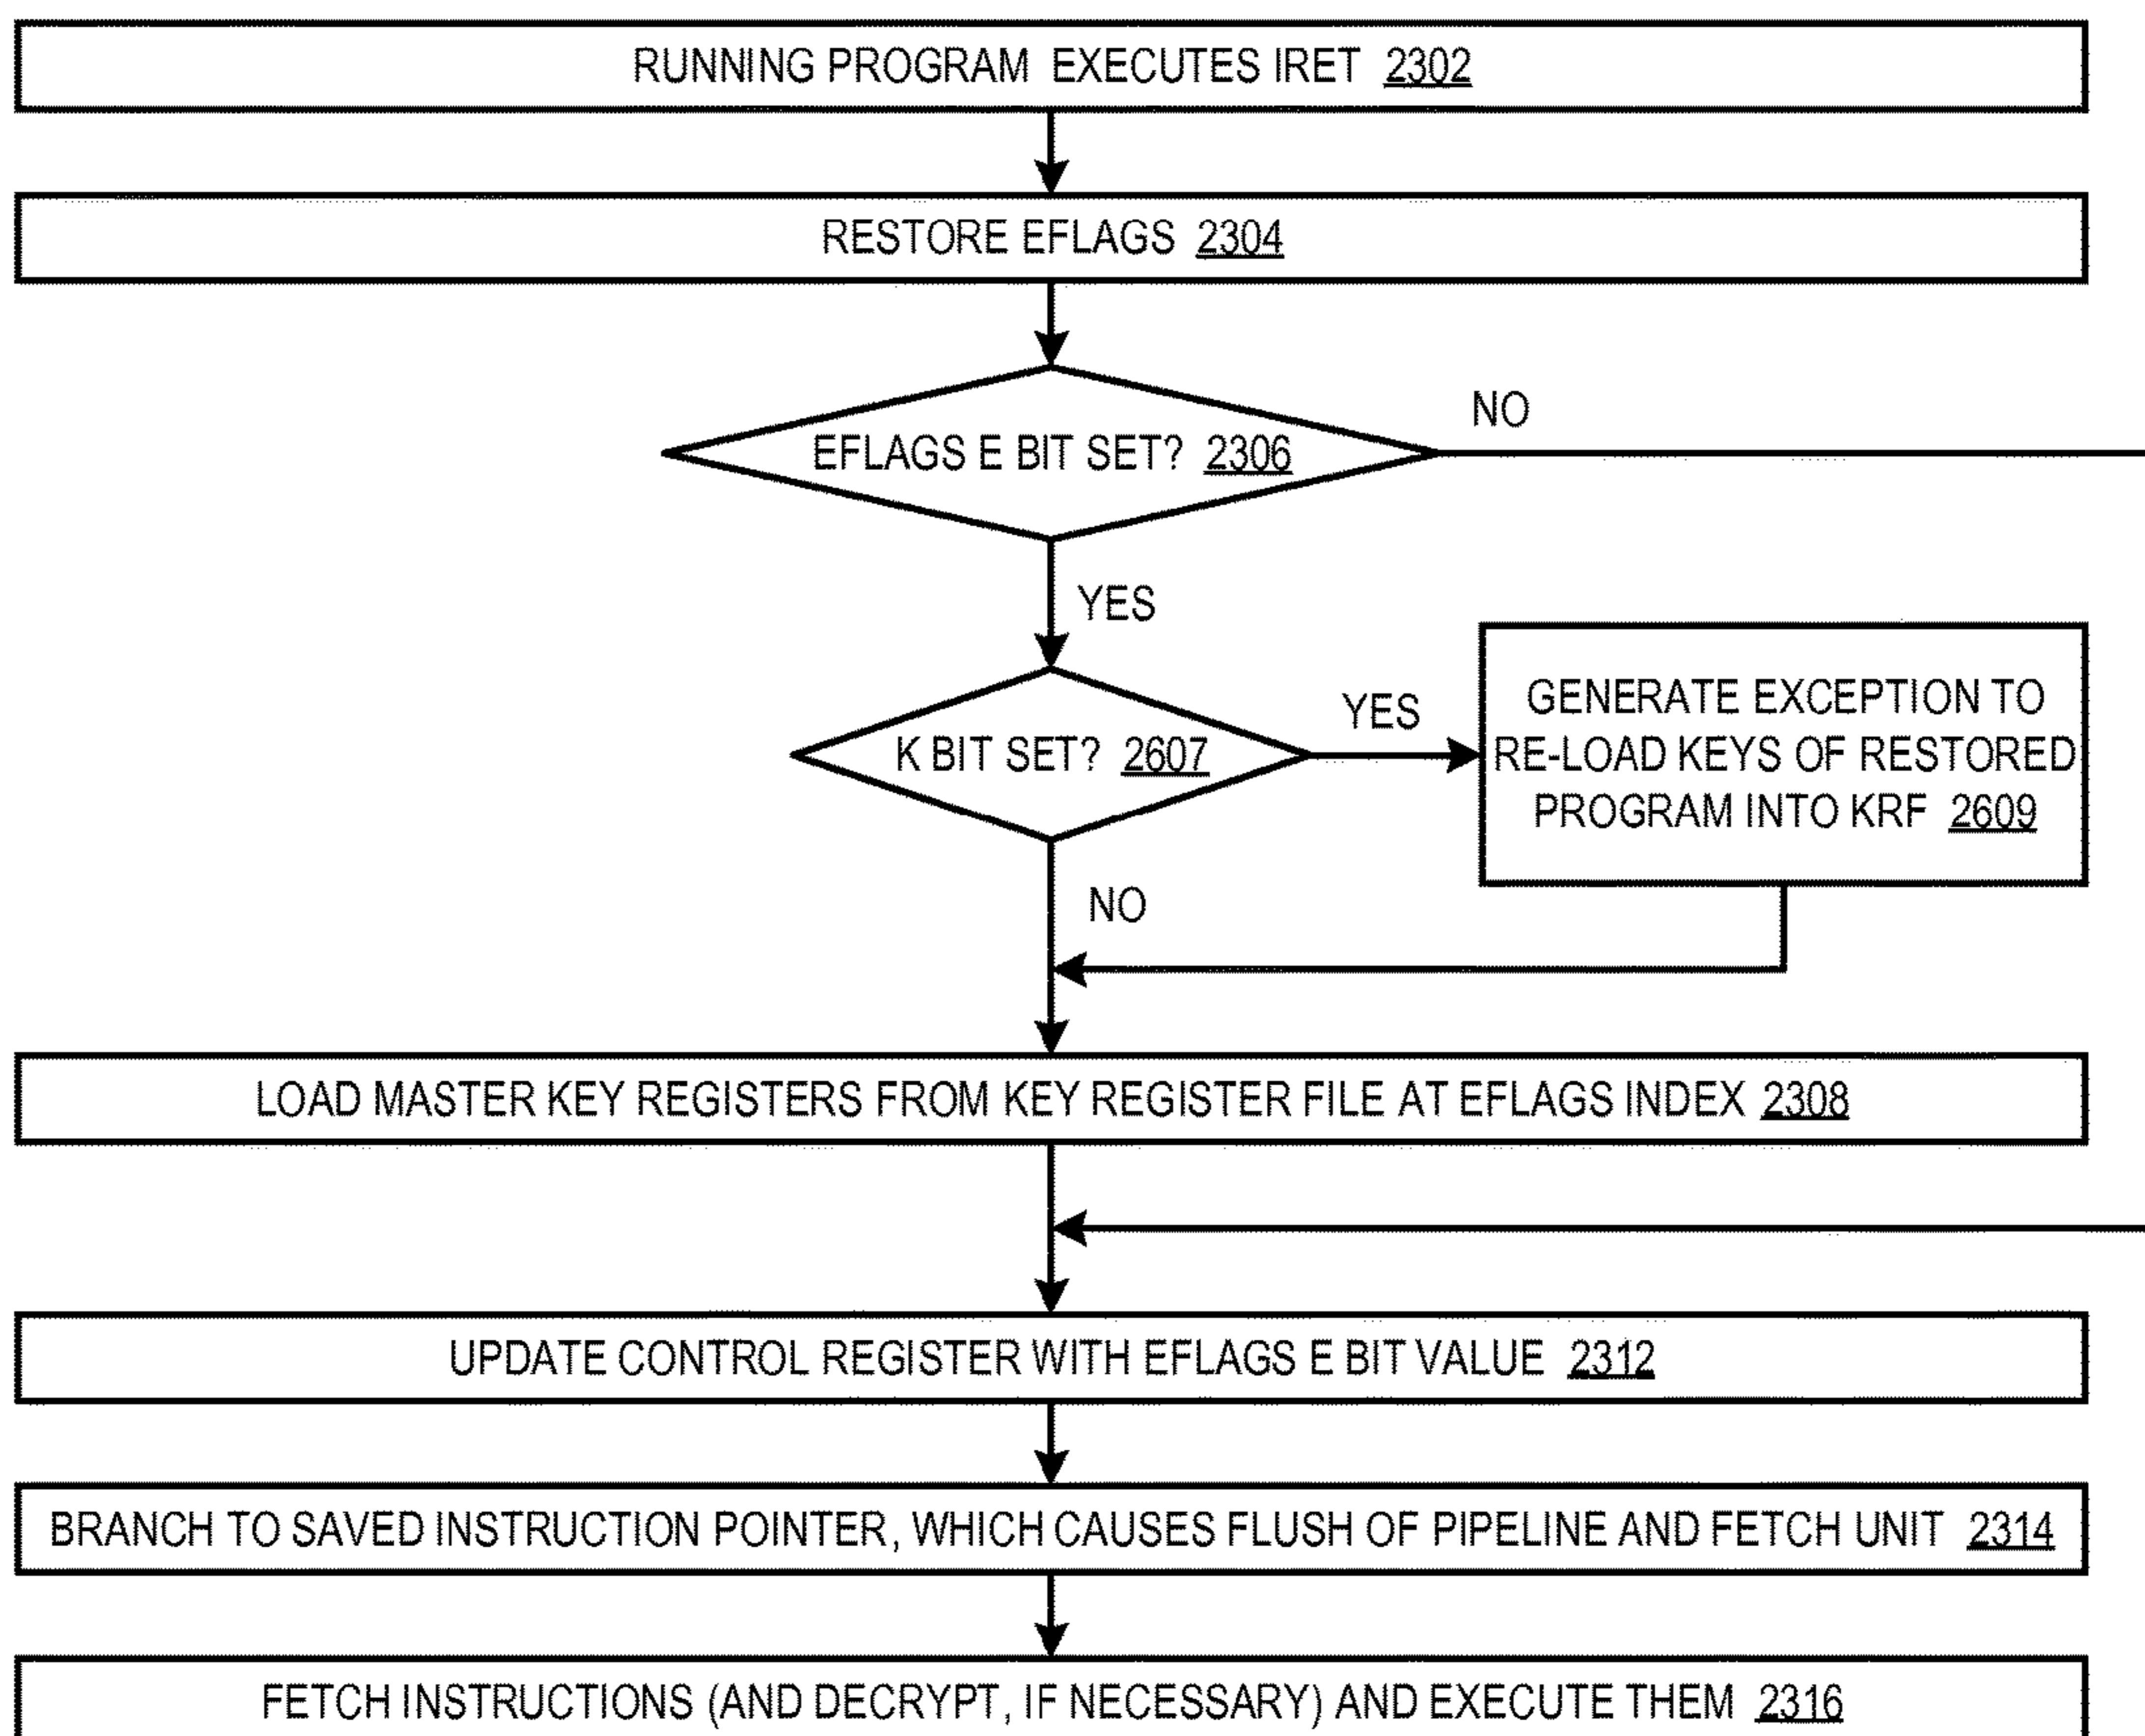 RUNNING PROGRAM EXECUTES IRET 2302
RESTORE EFLAGS 2304
EFLAGS E BIT SET? 2306
NO
YES
K BIT SET? 2607
YES
GENERATE EXCEPTION TO
RE-LOAD KEYS OF RESTORED
PROGRAM INTO KRF 2609
NO
LOAD MASTER KEY REGISTERS FROM KEY REGISTER FILE AT EFLAGS INDEX 2308
UPDATE CONTROL REGISTER WITH EFLAGS E BIT VALUE 2312
BRANCH TO SAVED INSTRUCTION POINTER, WHICH CAUSES FLUSH OF PIPELINE AND FETCH UNIT 2314
FETCH INSTRUCTIONS (AND DECRYPT, IF NECESSARY) AND EXECUTE THEM 2316